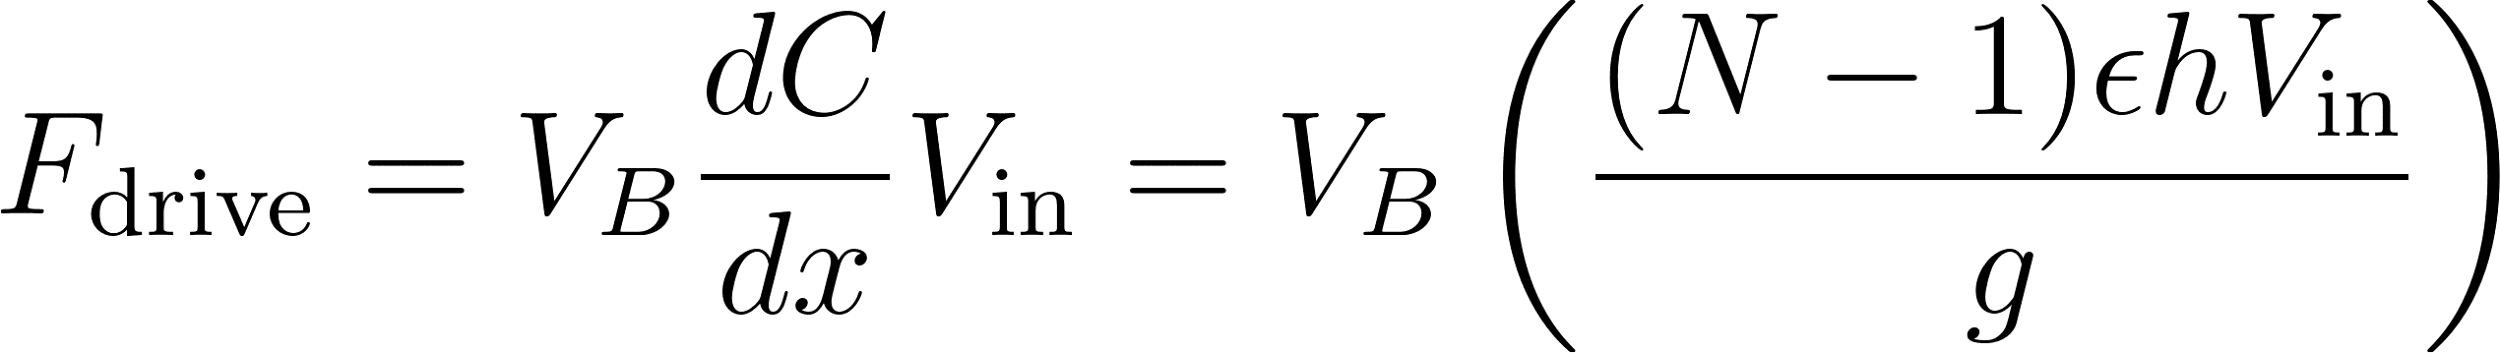 F_drive = V_B dC/dx V_in = V_B ( (N − 1)ϵhV_in / g )